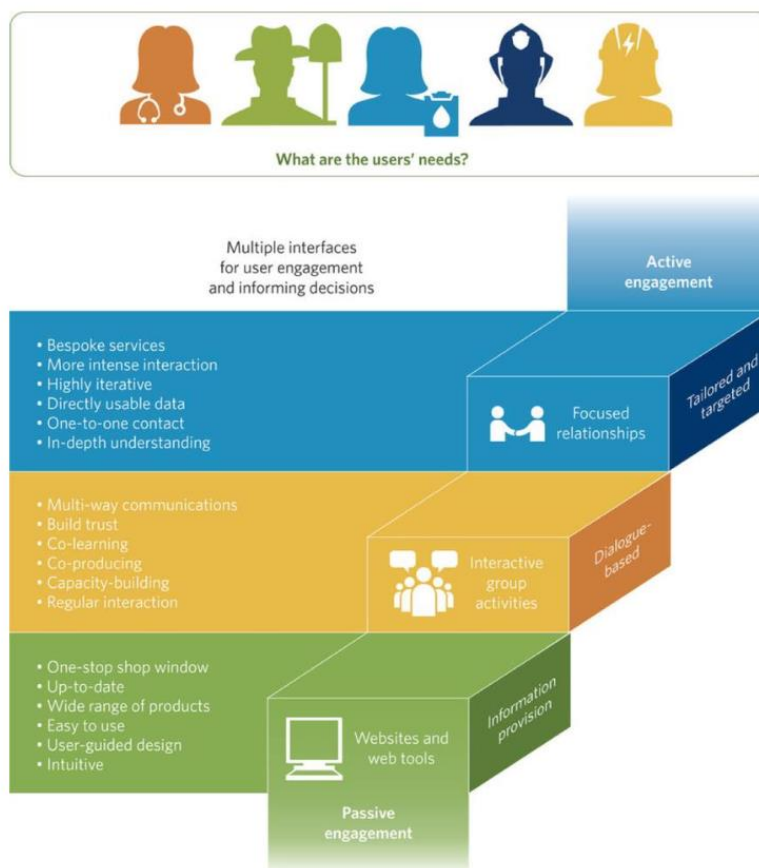 What are the users' needs?
Multiple interfaces
for user engagement
and informing decisions
Active
engagement
• Bespoke services
• More intense interaction
• Highly iterative
• Directly usable data
• One-to-one contact
• In-depth understanding
Focused
relationships
Tailored and
targeted
• Multi-way communications
• Build trust
• Co-learning
• Co-producing
• Capacity-building
• Regular interaction
Interactive
group
activities
Dialogue-
based
• One-stop shop window
• Up-to-date
• Wide range of products
• Easy to use
• User-guided design
• Intuitive
Websites and
web tools
Information
provision
Passive
engagement